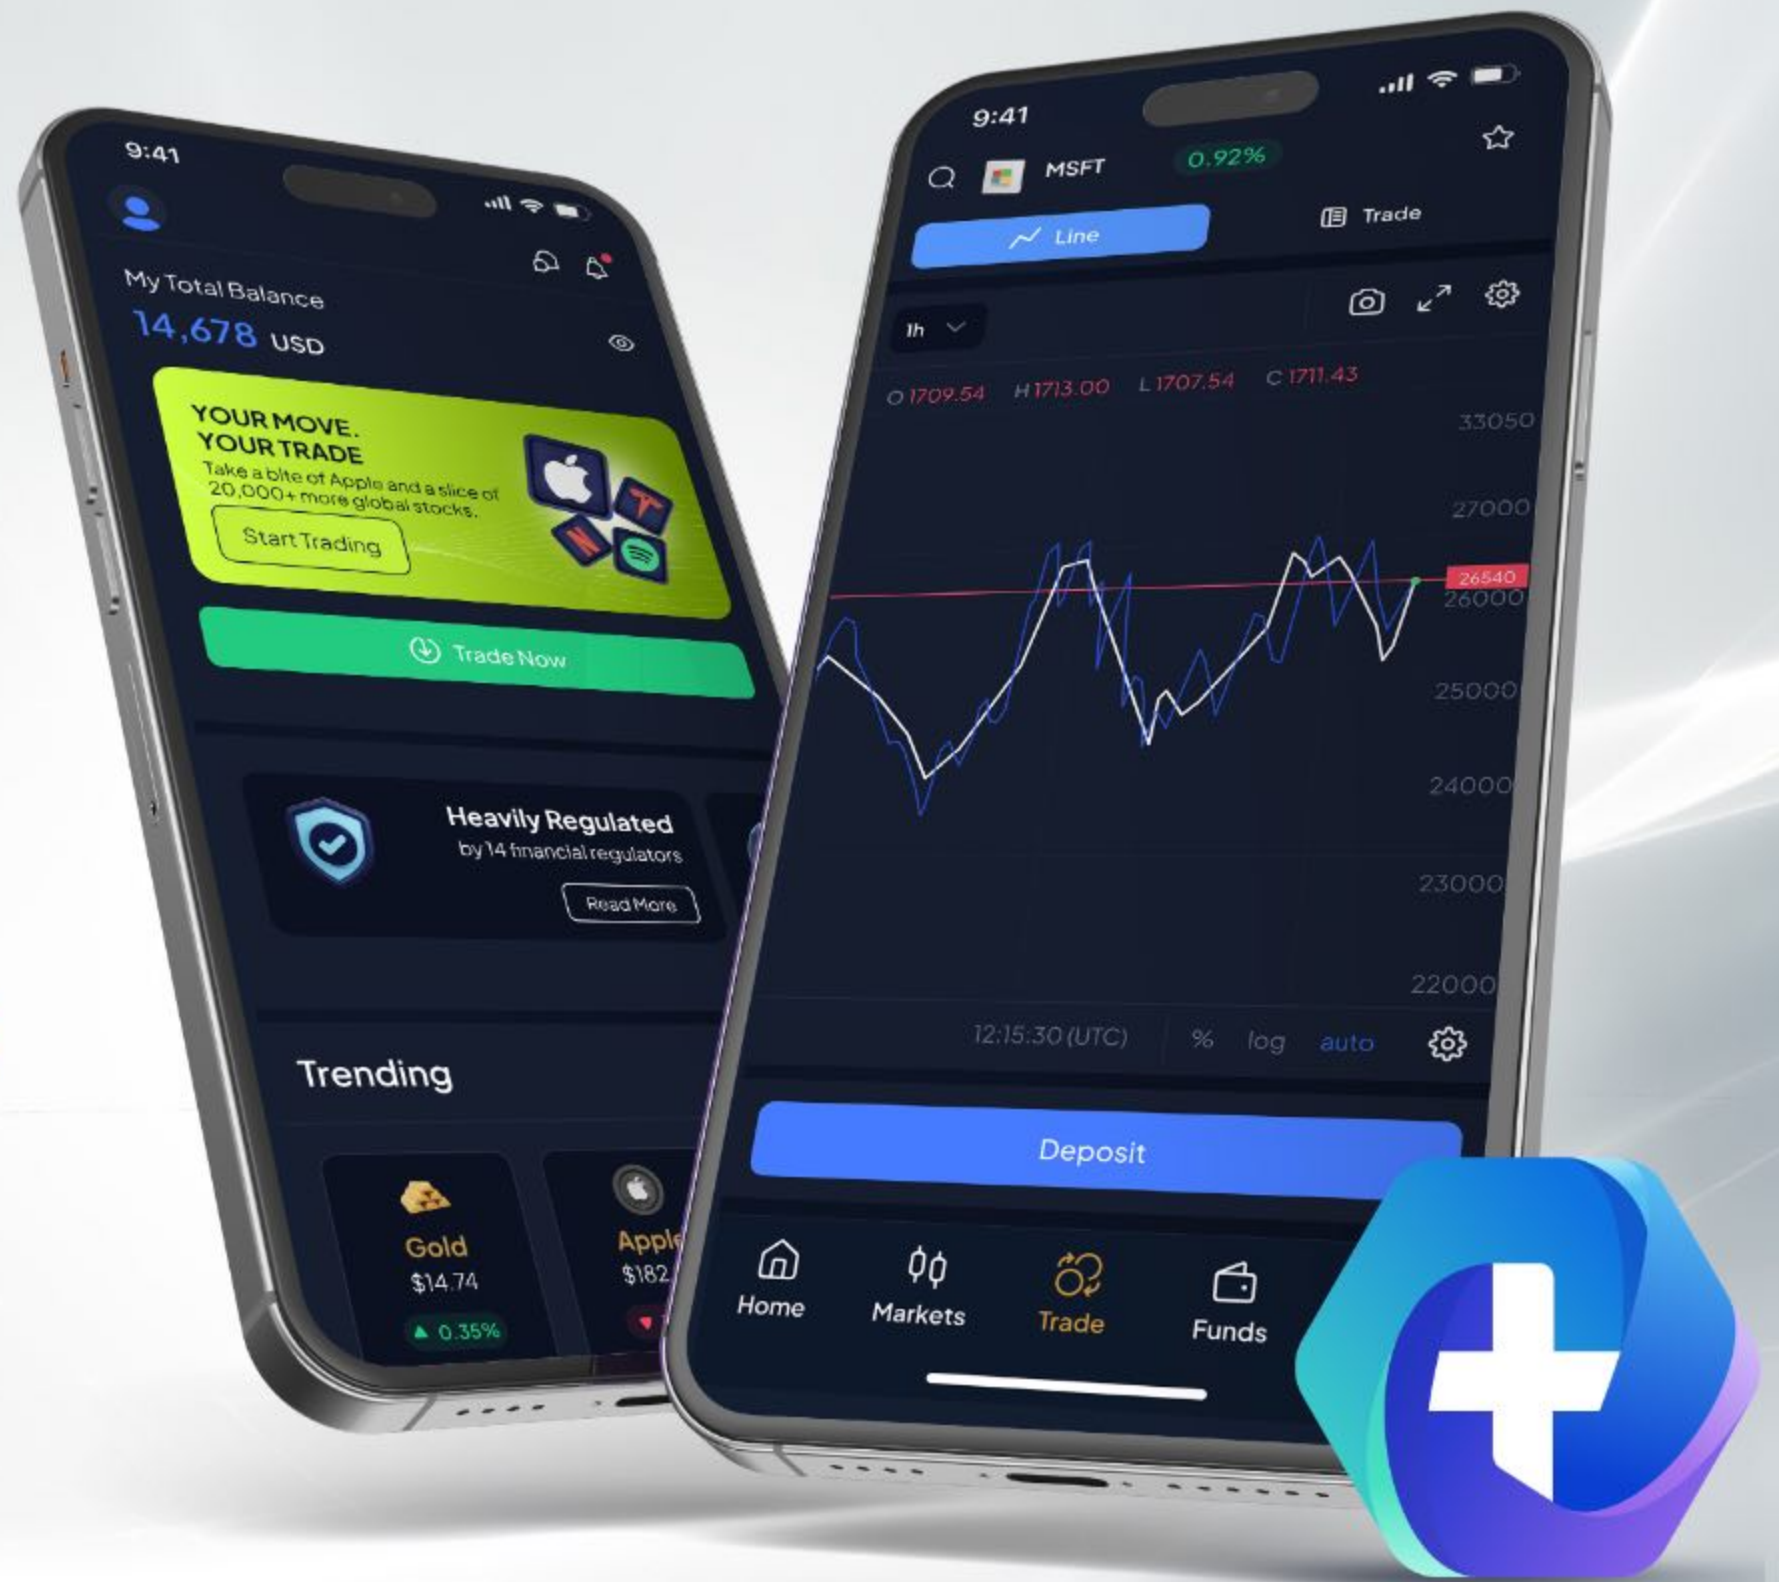 9:41
My Total Balance
14,678 USD
YOUR MOVE.
YOUR TRADE
Take a bite of Apple and a slice of
20,000+ more global stocks.
Start Trading
Trade Now
Heavily Regulated
by 14 financial regulators
Read More
Trending
Gold
$14.74
0.35%
Apple
$182
9:41
MSFT 0.92%
Line Trade
1h
O 1709.54 H 1713.00 L 1707.54 C 1711.43
33050
27000
26540
26000
25000
24000
23000
22000
12:15:30 (UTC) % log auto
Deposit
Home Markets Trade Funds